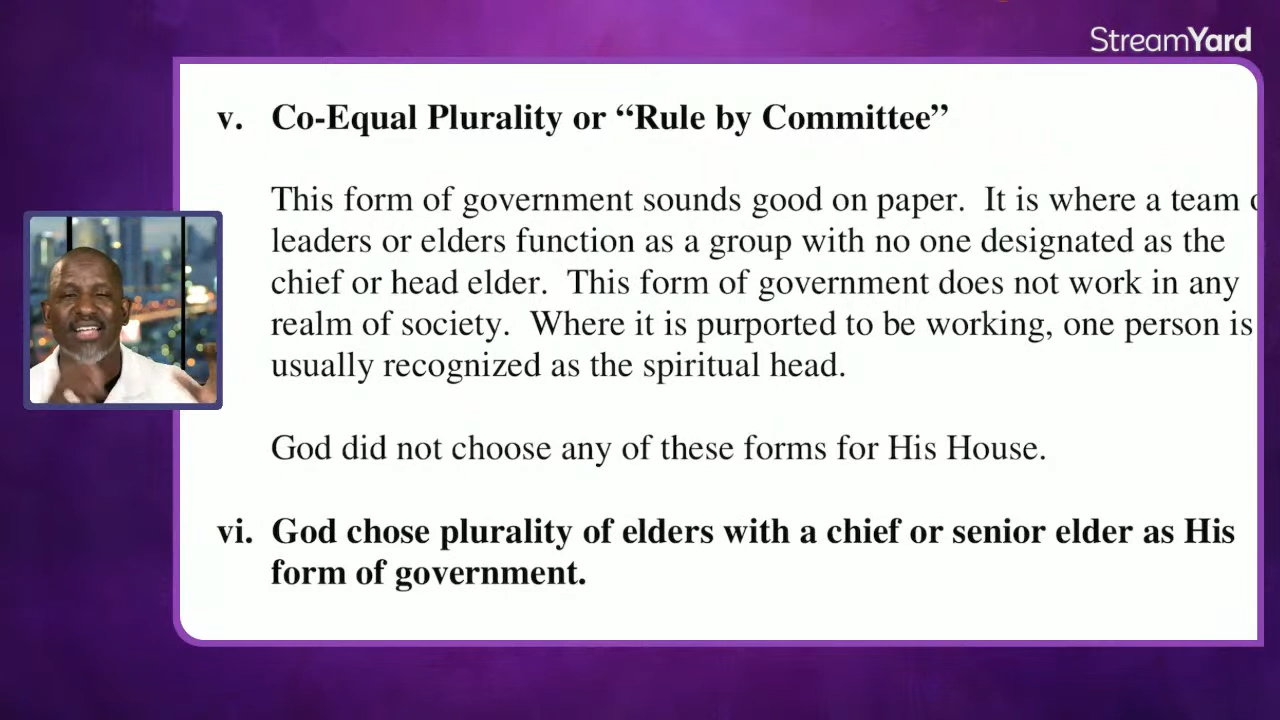 StreamYard
v. Co-Equal Plurality or “Rule by Committee”
This form of government sounds good on paper. It is where a team
leaders or elders function as a group with no one designated as the
chief or head elder. This form of government does not work in any
realm of society. Where it is purported to be working, one person is
usually recognized as the spiritual head.
God did not choose any of these forms for His House.
vi. God chose plurality of elders with a chief or senior elder as His
form of government.